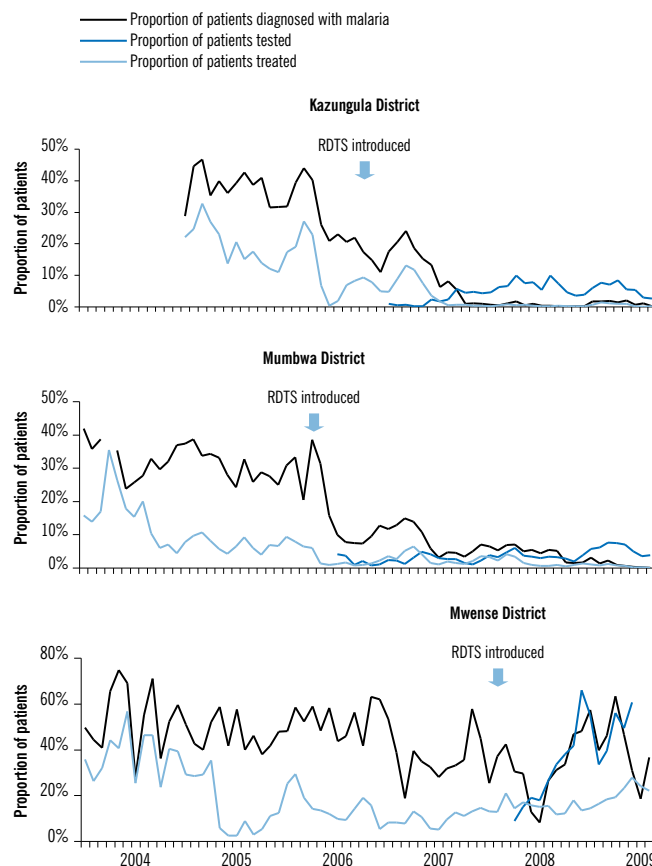 Proportion of patients diagnosed with malaria
Proportion of patients tested
Proportion of patients treated
Kazungula District
RDTS introduced
Proportion of patients
50%
40%
30%
20%
10%
0%
Mumbwa District
RDTS introduced
Proportion of patients
50%
40%
30%
20%
10%
0%
Mwense District
RDTS introduced
Proportion of patients
80%
60%
40%
20%
0%
2004 2005 2006 2007 2008